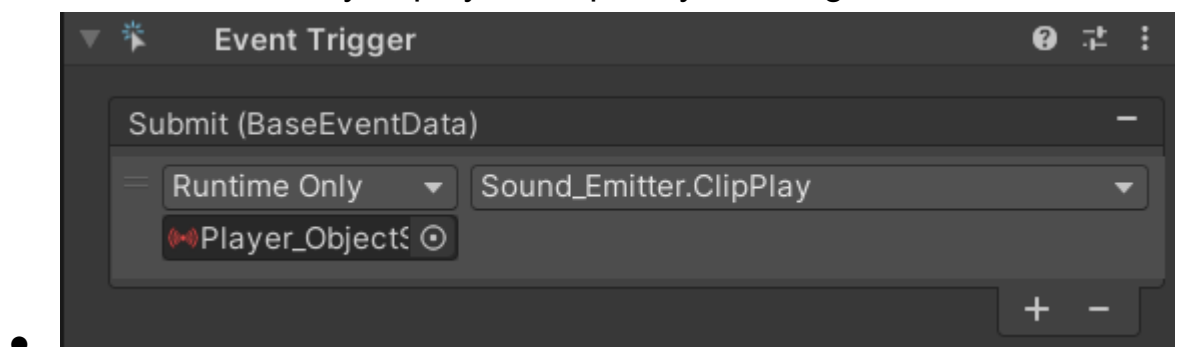 Event Trigger
Submit (BaseEventData)
Runtime Only
Sound_Emitter.ClipPlay
Player_Object